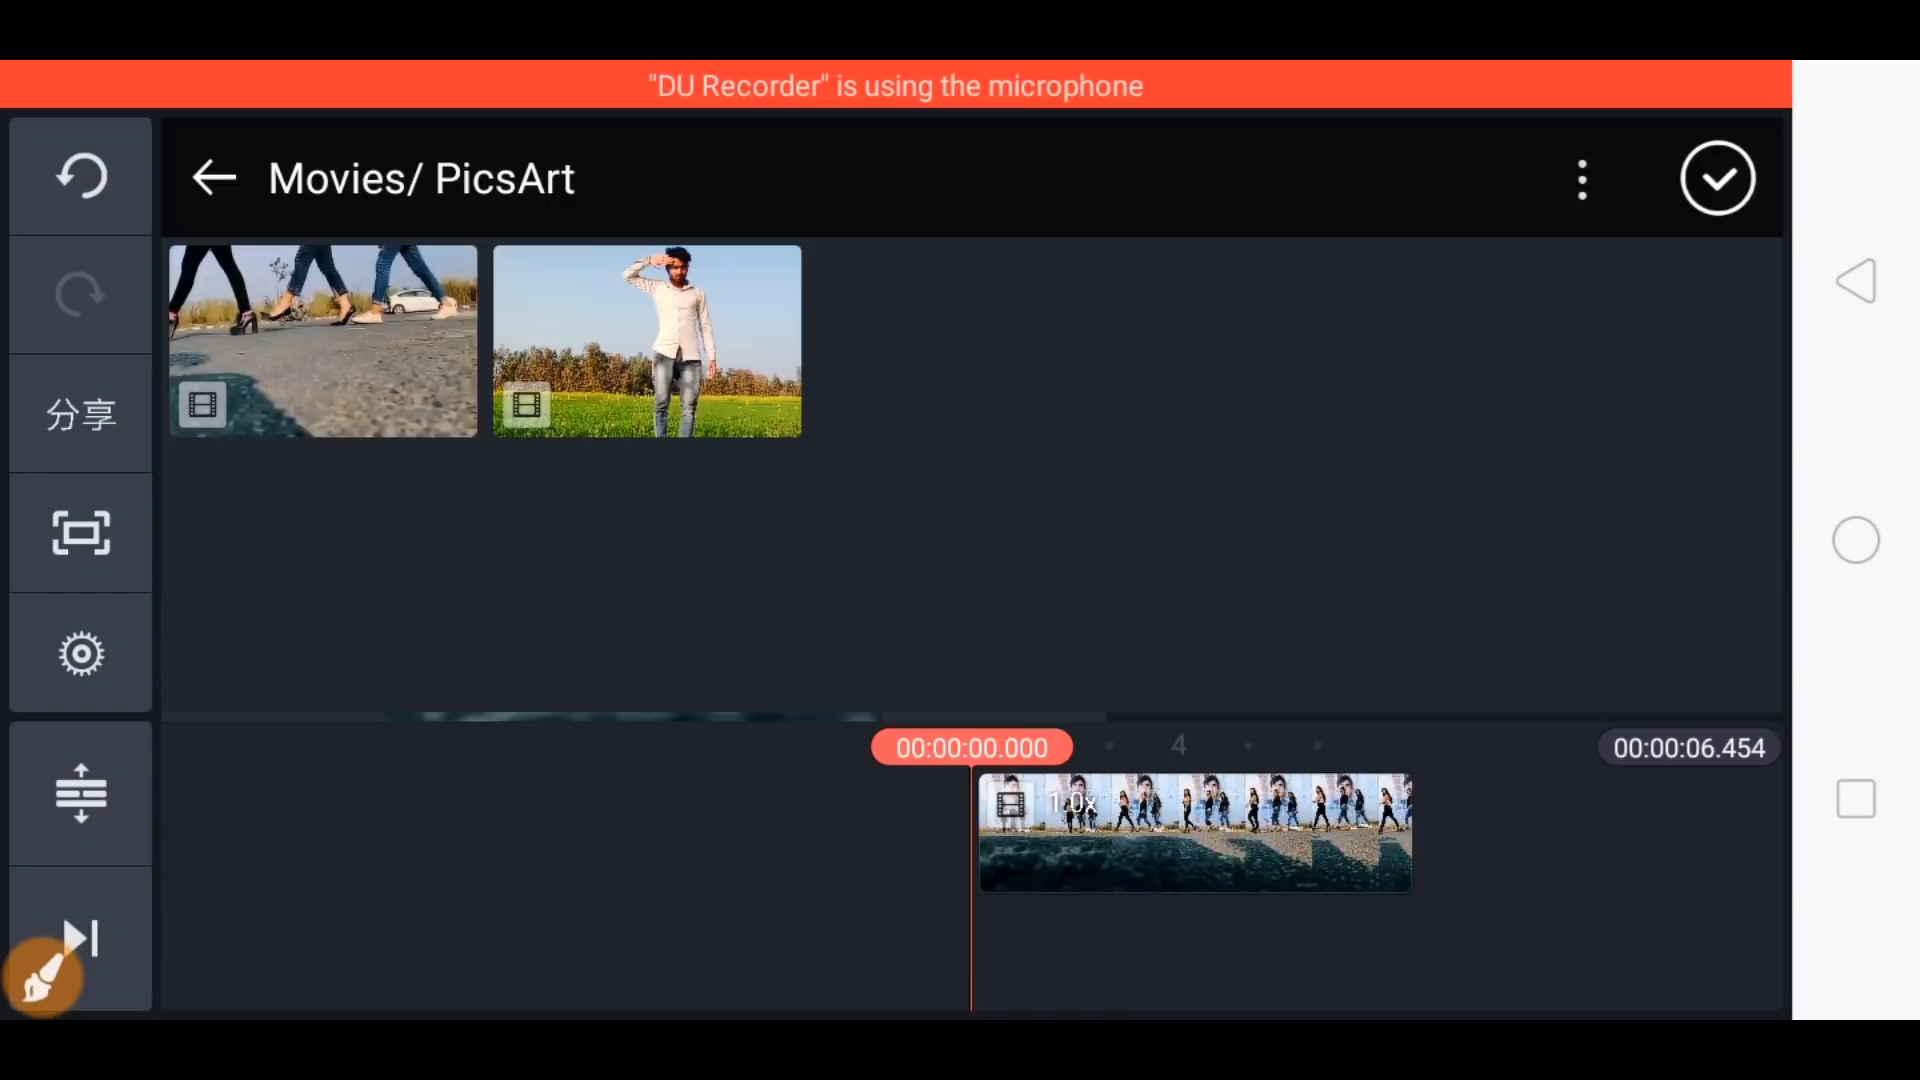 "DU Recorder" is using the microphone
Movies/ PicsArt
分享
00:00:00.000
4
00:00:06.454
1.0x